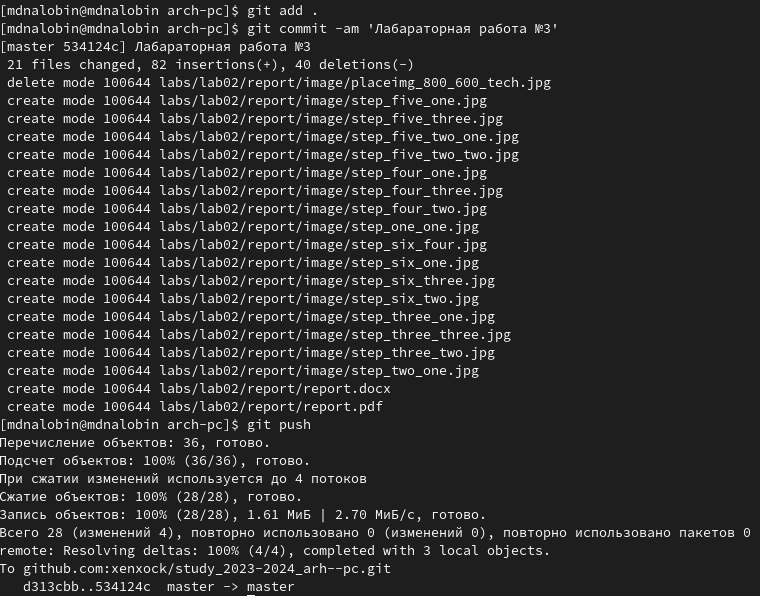 [mdnalobin@mdnalobin arch-pc]$ git add .
[mdnalobin@mdnalobin arch-pc]$ git commit -am 'Лабараторная работа №3'
[master 534124c] Лабараторная работа №3
 21 files changed, 82 insertions(+), 40 deletions(-)
 delete mode 100644 labs/lab02/report/image/placeimg_800_600_tech.jpg
 create mode 100644 labs/lab02/report/image/step_five_one.jpg
 create mode 100644 labs/lab02/report/image/step_five_three.jpg
 create mode 100644 labs/lab02/report/image/step_five_two_one.jpg
 create mode 100644 labs/lab02/report/image/step_five_two_two.jpg
 create mode 100644 labs/lab02/report/image/step_four_one.jpg
 create mode 100644 labs/lab02/report/image/step_four_three.jpg
 create mode 100644 labs/lab02/report/image/step_four_two.jpg
 create mode 100644 labs/lab02/report/image/step_one_one.jpg
 create mode 100644 labs/lab02/report/image/step_six_four.jpg
 create mode 100644 labs/lab02/report/image/step_six_one.jpg
 create mode 100644 labs/lab02/report/image/step_six_three.jpg
 create mode 100644 labs/lab02/report/image/step_six_two.jpg
 create mode 100644 labs/lab02/report/image/step_three_one.jpg
 create mode 100644 labs/lab02/report/image/step_three_three.jpg
 create mode 100644 labs/lab02/report/image/step_three_two.jpg
 create mode 100644 labs/lab02/report/image/step_two_one.jpg
 create mode 100644 labs/lab02/report/report.docx
 create mode 100644 labs/lab02/report/report.pdf
[mdnalobin@mdnalobin arch-pc]$ git push
Перечисление объектов: 36, готово.
Подсчет объектов: 100% (36/36), готово.
При сжатии изменений используется до 4 потоков
Сжатие объектов: 100% (28/28), готово.
Запись объектов: 100% (28/28), 1.61 МиБ | 2.70 МиБ/с, готово.
Всего 28 (изменений 4), повторно использовано 0 (изменений 0), повторно использовано пакетов 0
remote: Resolving deltas: 100% (4/4), completed with 3 local objects.
To github.com:xenxock/study_2023-2024_arh--pc.git
   d313cbb..534124c  master -> master